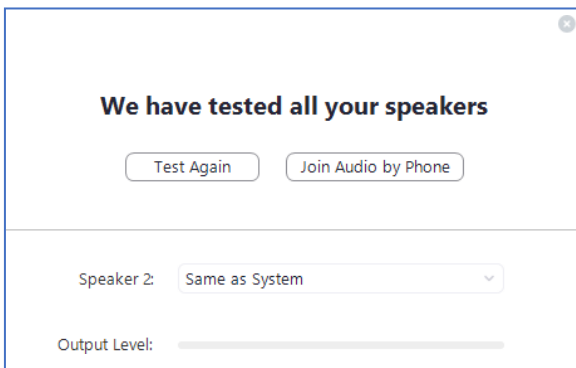 We have tested all your speakers
Test Again Join Audio by Phone
Speaker 2: Same as System
Output Level: